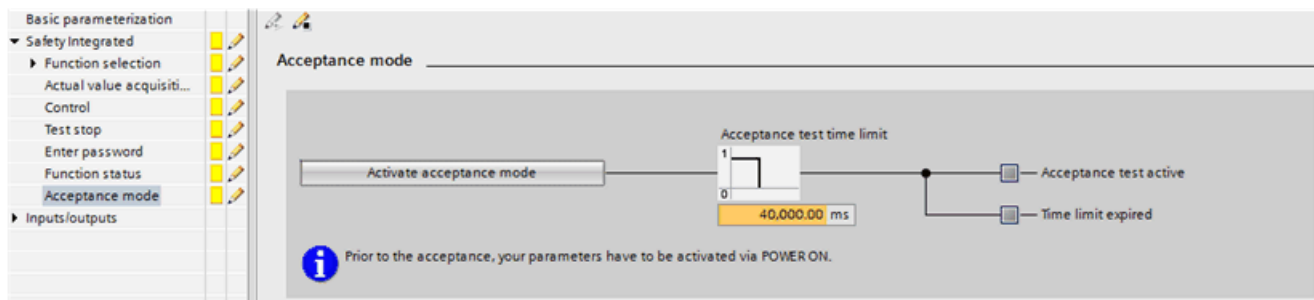 Basic parameterization
Safety Integrated
Function selection
Actual value acquisiti...
Control
Test stop
Enter password
Function status
Acceptance mode
Inputs/outputs
Acceptance mode
Acceptance test time limit
1
0
Activate acceptance mode
40,000.00 ms
Acceptance test active
Time limit expired
i
Prior to the acceptance, your parameters have to be activated via POWER ON.